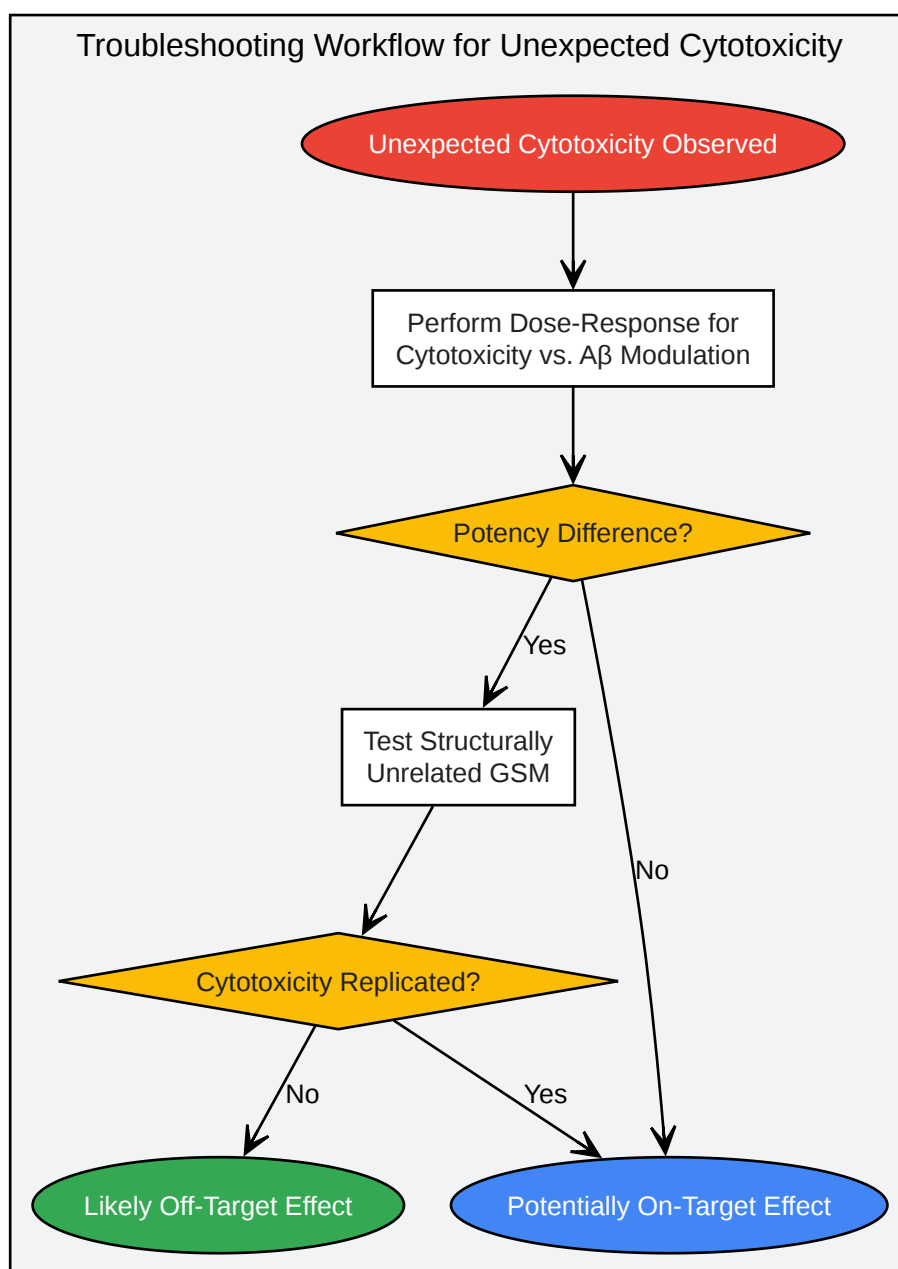 Troubleshooting Workflow for Unexpected Cytotoxicity
Unexpected Cytotoxicity Observed
Perform Dose-Response for
Cytotoxicity vs. Aβ Modulation
Potency Difference?
Yes
Test Structurally
Unrelated GSM
No
Cytotoxicity Replicated?
No
Yes
Likely Off-Target Effect
Potentially On-Target Effect